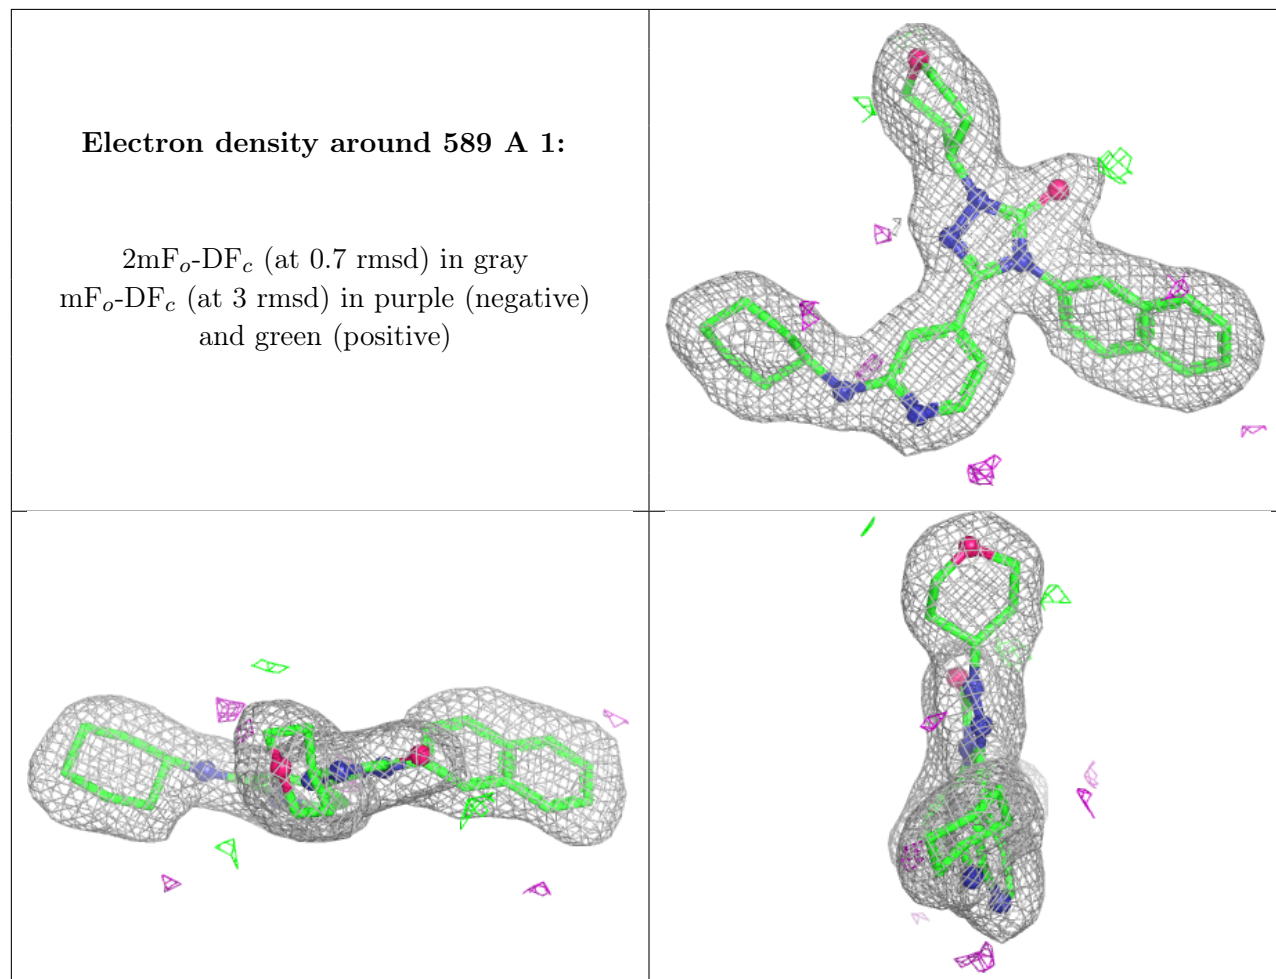 Electron density around 589 A 1:
2mFo-DFc (at 0.7 rmsd) in gray
mFo-DFc (at 3 rmsd) in purple (negative)
and green (positive)